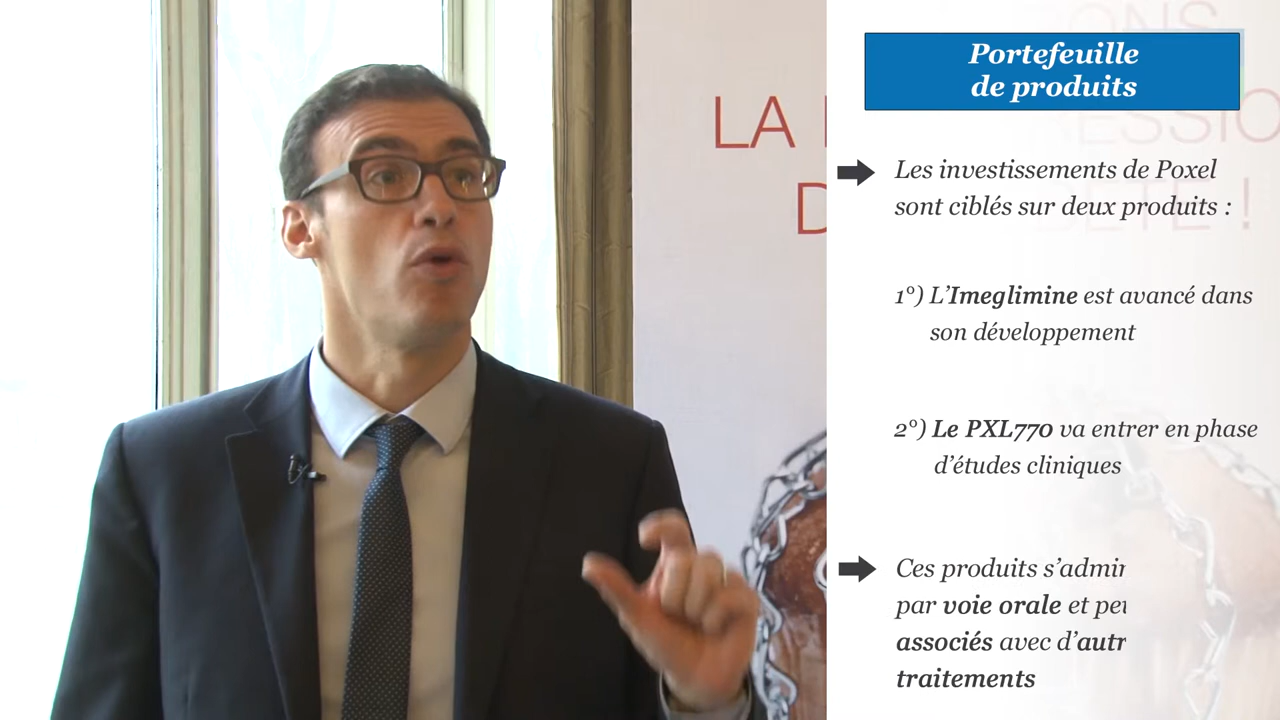 Portefeuille
de produits
LA
D
Les investissements de Poxel
sont ciblés sur deux produits :
1°) L’Imeglimine est avancé dans
son développement
2°) Le PXL770 va entrer en phase
d’études cliniques
Ces produits s’admir
par voie orale et peu
associés avec d’autr
traitements